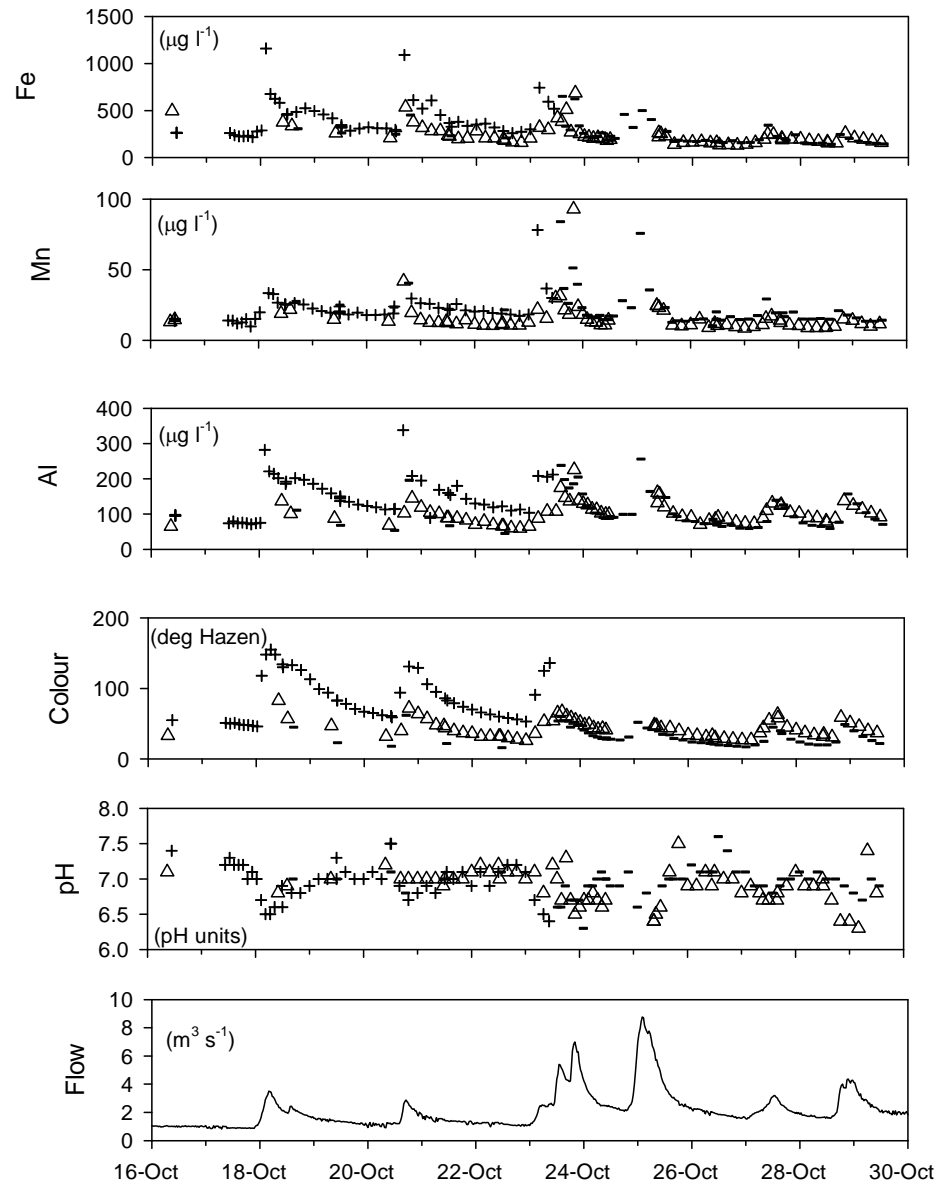 1500
1000
500
0
Fe
(μg l⁻¹)
100
50
0
Mn
(μg l⁻¹)
400
300
200
100
0
Al
(μg l⁻¹)
200
100
0
Colour
(deg Hazen)
8.0
7.5
7.0
6.5
6.0
pH
(pH units)
10
8
6
4
2
0
Flow
(m³ s⁻¹)
16-Oct 18-Oct 20-Oct 22-Oct 24-Oct 26-Oct 28-Oct 30-Oct